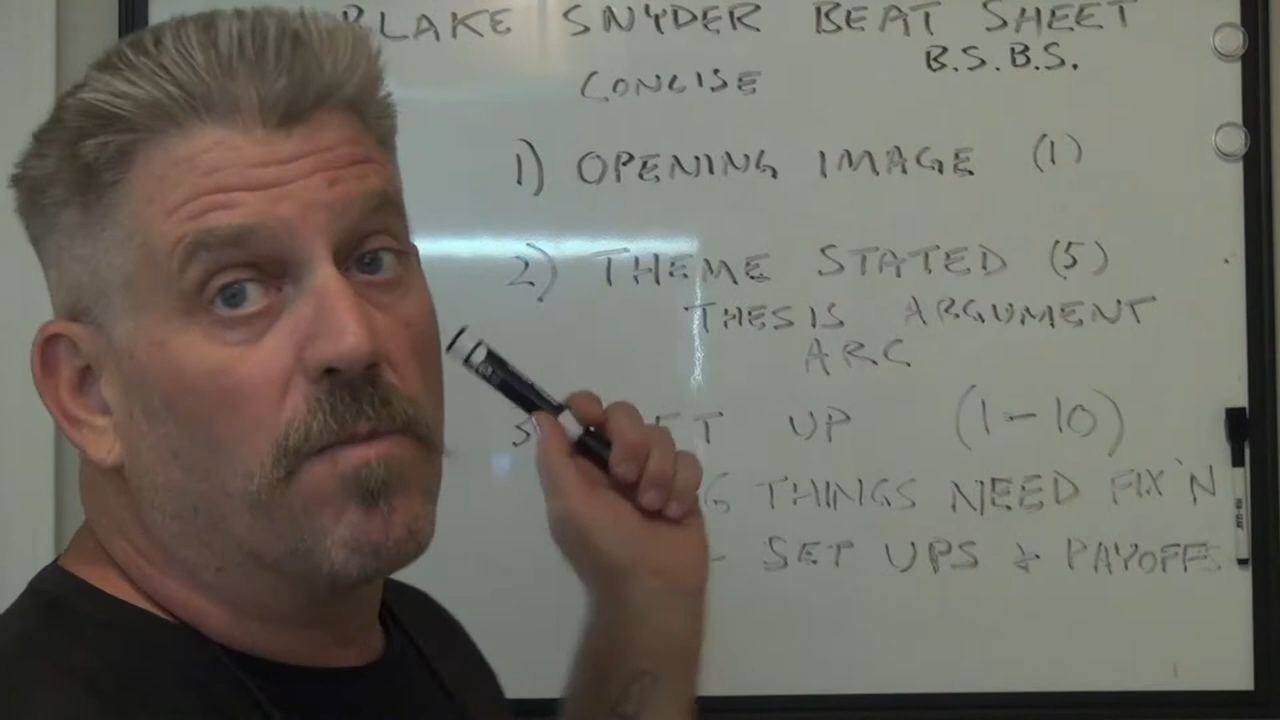 BLAKE SNYDER BEAT SHEET
B.S.B.S.
CONCISE
1) OPENING IMAGE (1)
2) THEME STATED (5)
THESIS ARGUMENT
ARC
UP (1-10)
THINGS NEED FIX'N
- SET UPS & PAYOFFS